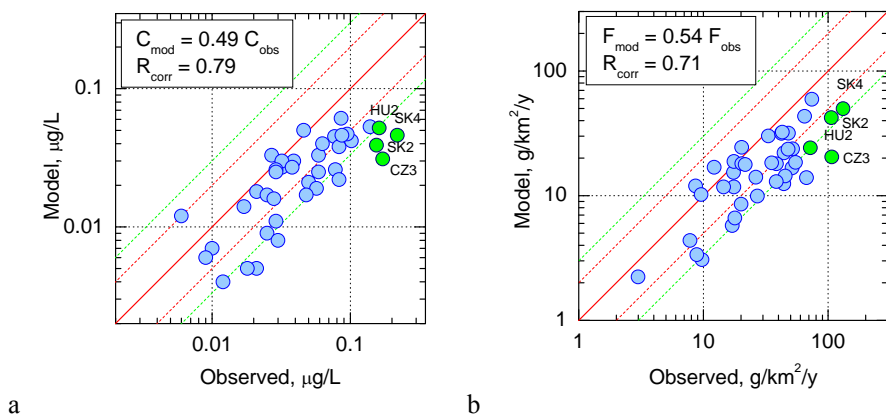 C_mod = 0.49 C_obs
R_corr = 0.79
0.1
0.01
Model, µg/L
HU2
SK4
SK2
CZ3
0.01
0.1
Observed, µg/L
a
F_mod = 0.54 F_obs
R_corr = 0.71
100
10
1
Model, g/km²/y
SK4
SK2
HU2
CZ3
1
10
100
Observed, g/km²/y
b